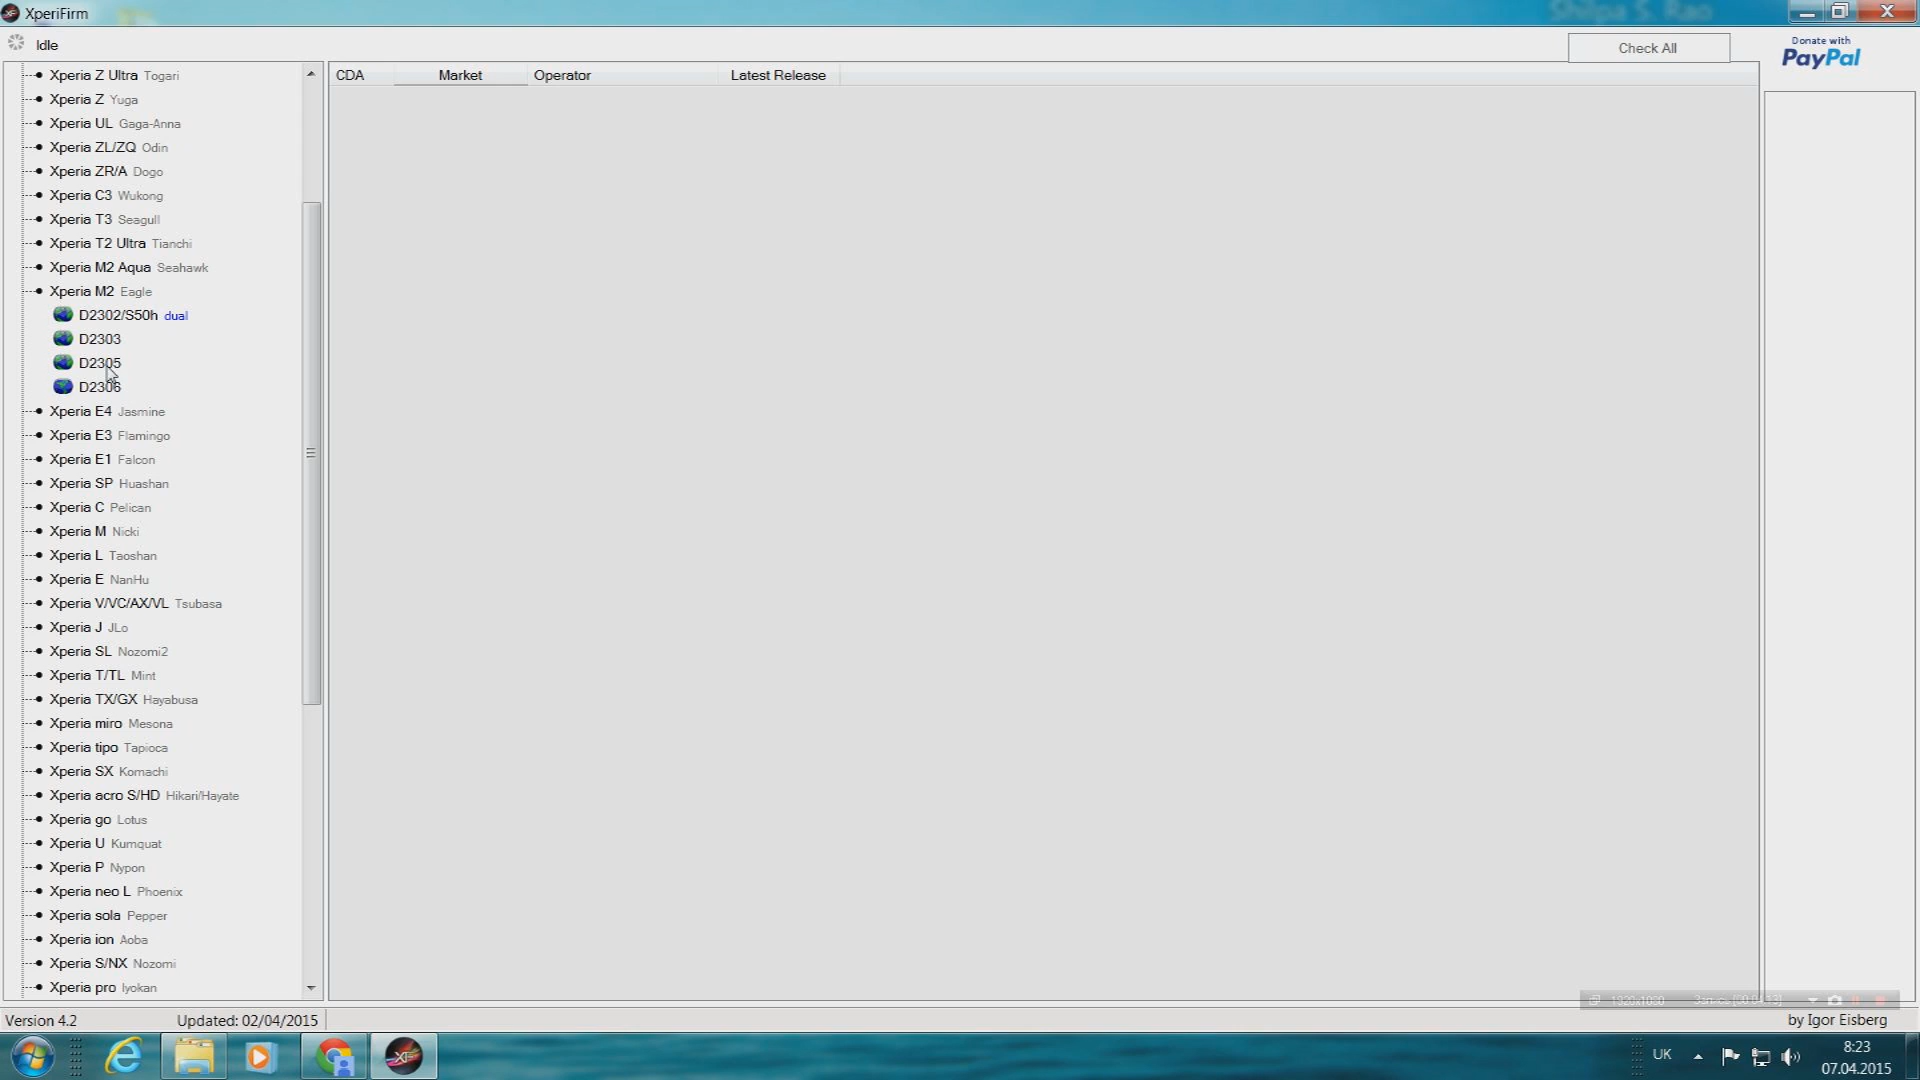 XperiFirm
Shilpa S. Rao
Idle
Check All
Donate with
PayPal
CDA Market Operator Latest Release
Xperia Z Ultra Togari
Xperia Z Yuga
Xperia UL Gaga-Anna
Xperia ZL/ZQ Odin
Xperia ZR/A Dogo
Xperia C3 Wukong
Xperia T3 Seagull
Xperia T2 Ultra Tianchi
Xperia M2 Aqua Seahawk
Xperia M2 Eagle
D2302/S50h dual
D2303
D2305
D2306
Xperia E4 Jasmine
Xperia E3 Flamingo
Xperia E1 Falcon
Xperia SP Huashan
Xperia C Pelican
Xperia M Nicki
Xperia L Taoshan
Xperia E NanHu
Xperia V/VC/AX/VL Tsubasa
Xperia J JLo
Xperia SL Nozomi2
Xperia T/TL Mint
Xperia TX/GX Hayabusa
Xperia miro Mesona
Xperia tipo Tapioca
Xperia SX Komachi
Xperia acro S/HD Hikari/Hayate
Xperia go Lotus
Xperia U Kumquat
Xperia P Nypon
Xperia neo L Phoenix
Xperia sola Pepper
Xperia ion Aoba
Xperia S/NX Nozomi
Xperia pro Iyokan
Запись
Version 4.2 Updated: 02/04/2015
by Igor Eisberg
XF
UK
8:23
07.04.2015